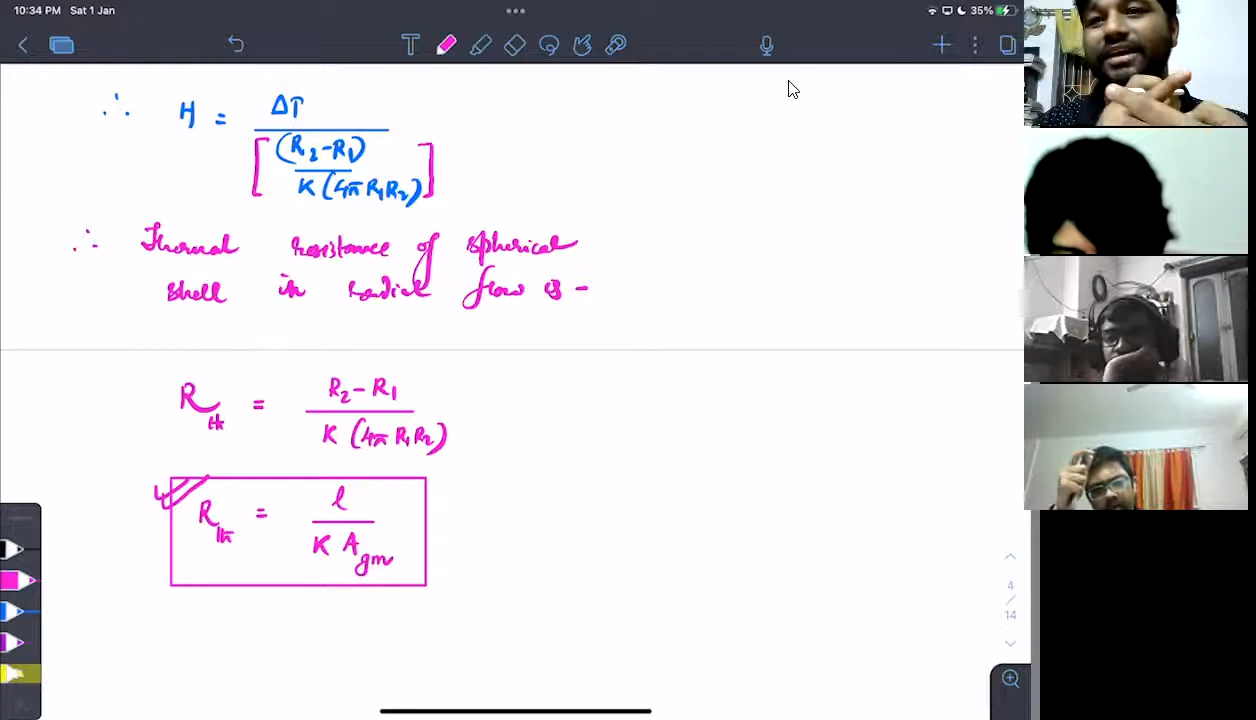 10:34 PM Sat 1 Jan
35%
∴ H = ΔT
[ (R2-R1)
K (4π R1R2) ]
∴ Thermal resistance of spherical
shell in radial flow is -
Rth = R2 - R1
K (4π R1R2)
Rth = l
K Agm
4
/
14